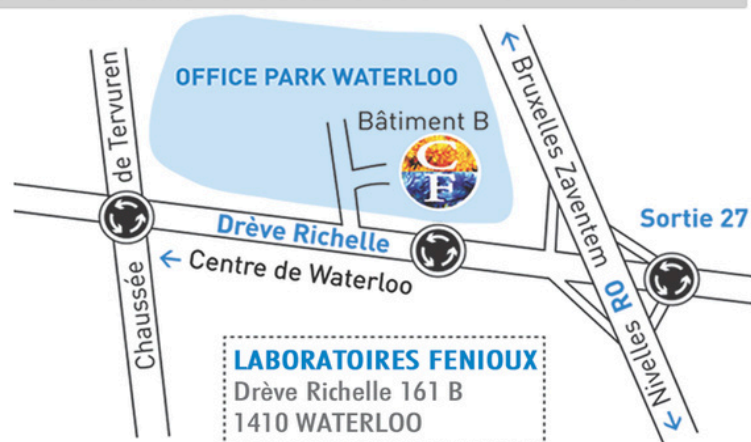 OFFICE PARK WATERLOO
Bâtiment B
CF
Chaussée de Tervuren
Drève Richelle
← Centre de Waterloo
← Bruxelles Zaventem
Sortie 27
Nivelles R0 →
LABORATOIRES FENIOUX
Drève Richelle 161 B
1410 WATERLOO